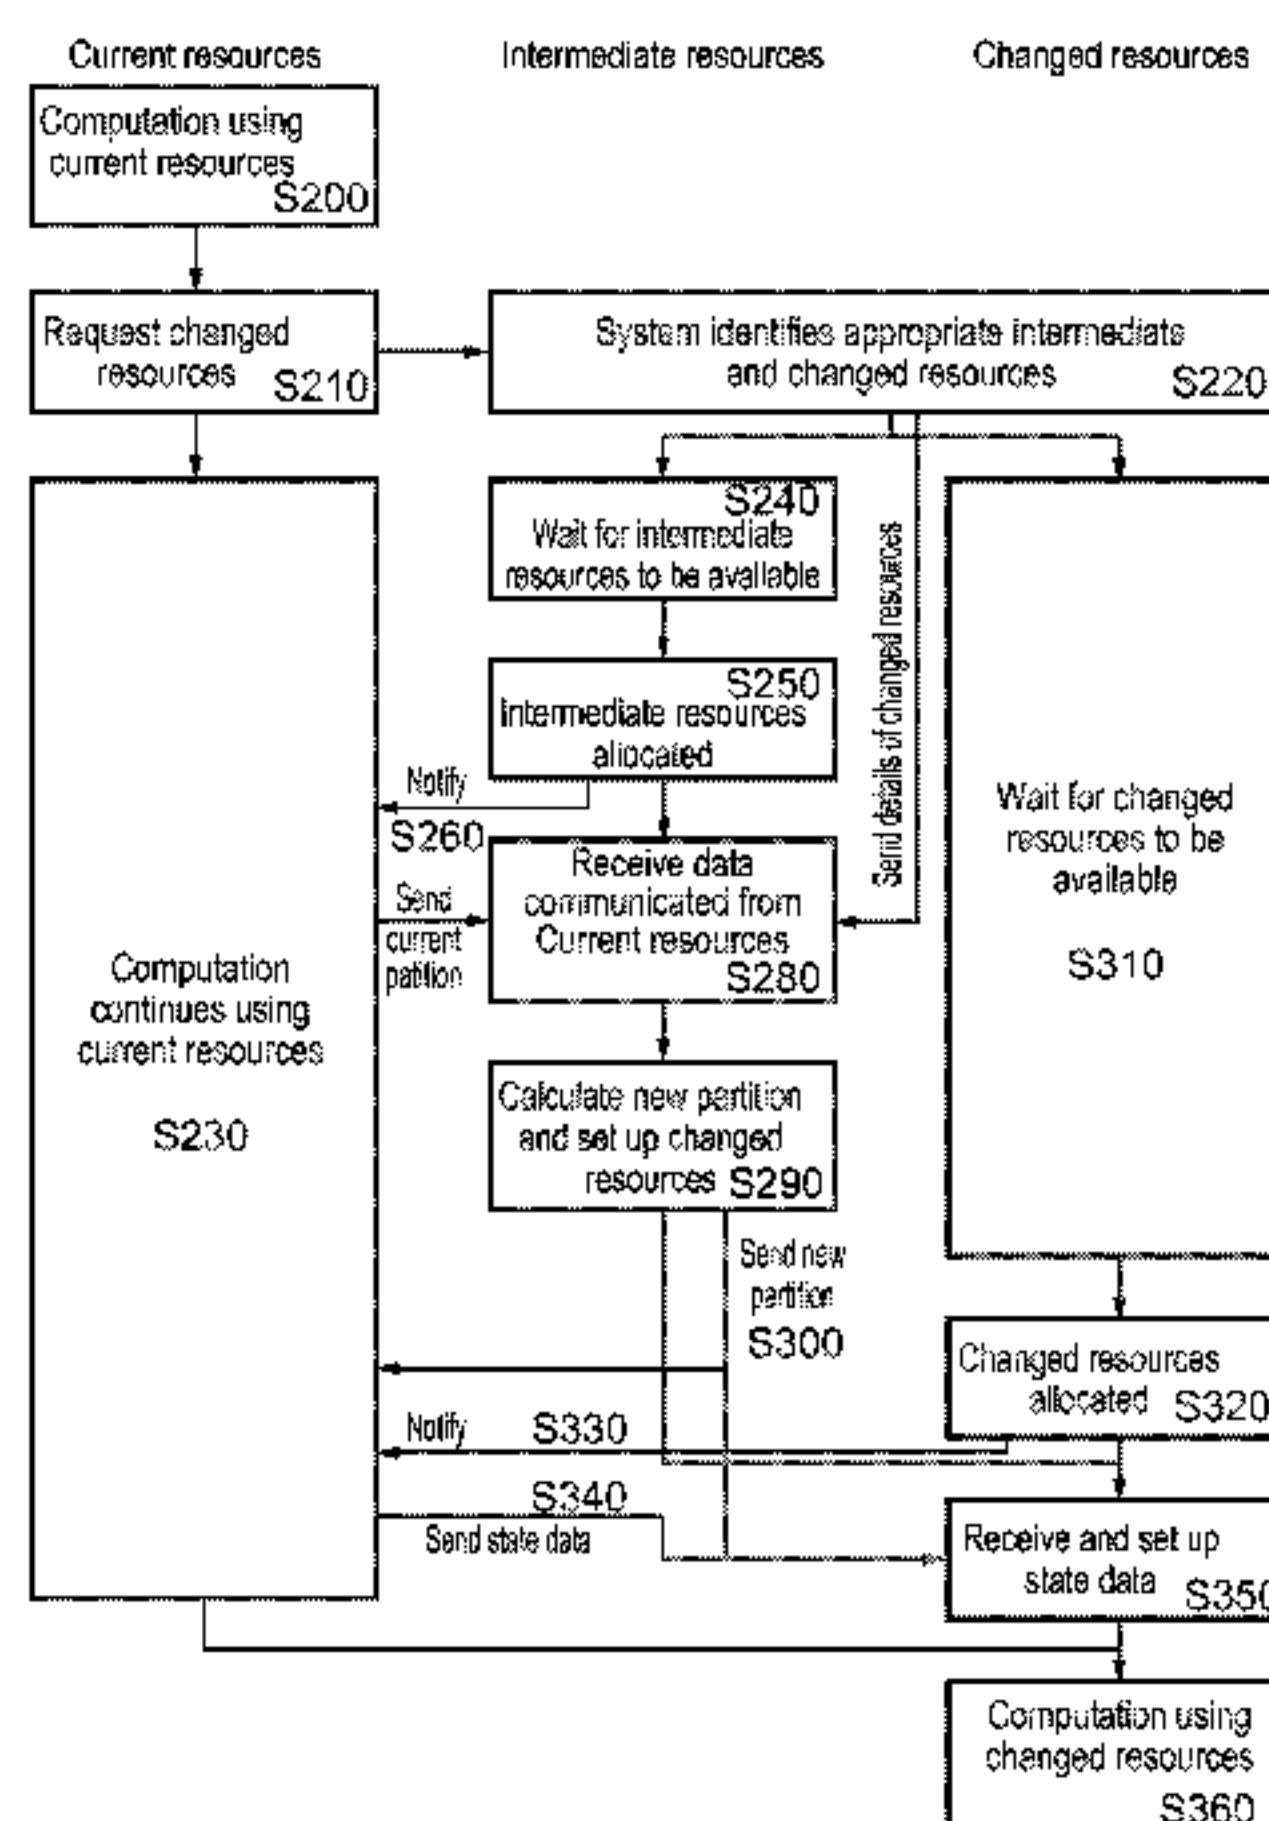 Current resources
Intermediate resources
Changed resources
Computation using
current resources
S200
Request changed
resources
S210
System identifies appropriate intermediate
and changed resources
S220
S240
Wait for intermediate
resources to be available
S250
Intermediate resources
allocated
Send details of changed resources
Notify
S260
Receive data
communicated from
Current resources
S280
Send
current
patition
Wait for changed
resources to be
available
S310
Computation
continues using
current resources
S230
Calculate new partition
and set up changed
resources S290
Send new
partition
S300
Changed resources
allocated S320
Notify S330
S340
Send state data
Receive and set up
state data S350
Computation using
changed resources
S360